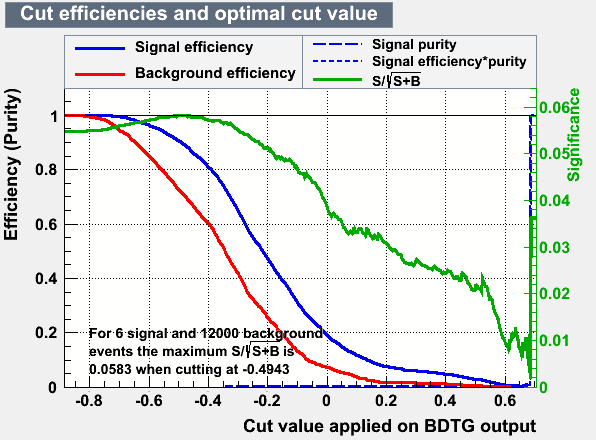 Cut efficiencies and optimal cut value
Signal efficiency
Background efficiency
Signal purity
Signal efficiency*purity
S/√S+B
Efficiency (Purity)
1
0.8
0.6
0.4
0.2
0
0.06
0.05
0.04
0.03
0.02
0.01
0
Significance
For 6 signal and 12000 background
events the maximum S/√S+B is
0.0583 when cutting at -0.4943
-0.8 -0.6 -0.4 -0.2 0 0.2 0.4 0.6
Cut value applied on BDTG output